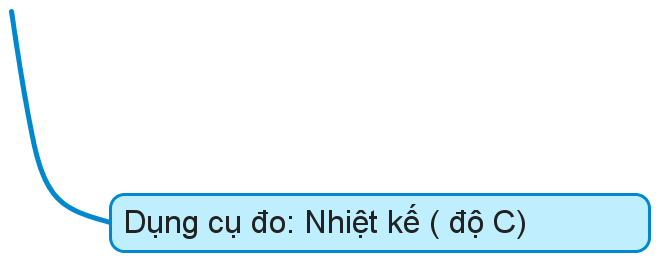 Dụng cụ đo: Nhiệt kế ( độ C)